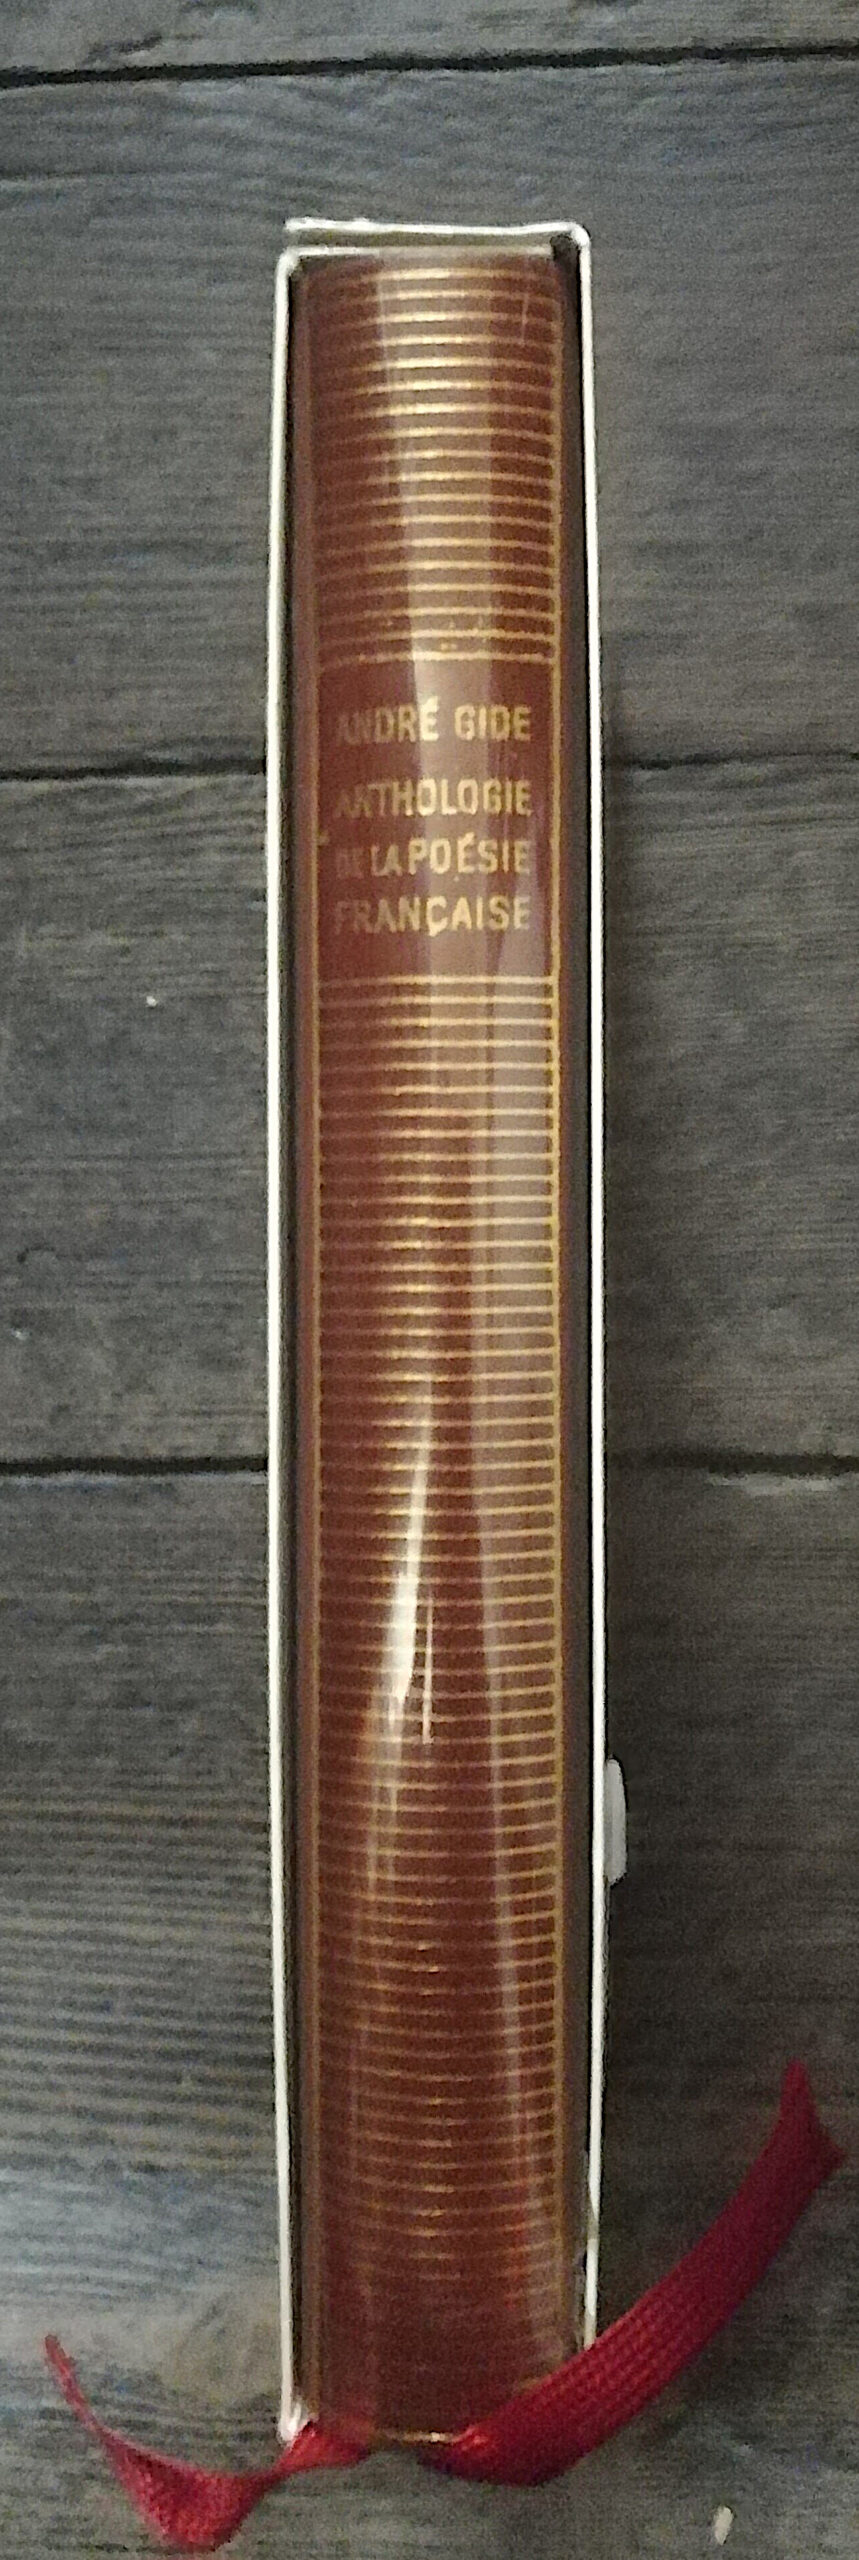 ANDRÉ GIDE
ANTHOLOGIE
DE LA POÉSIE
FRANÇAISE